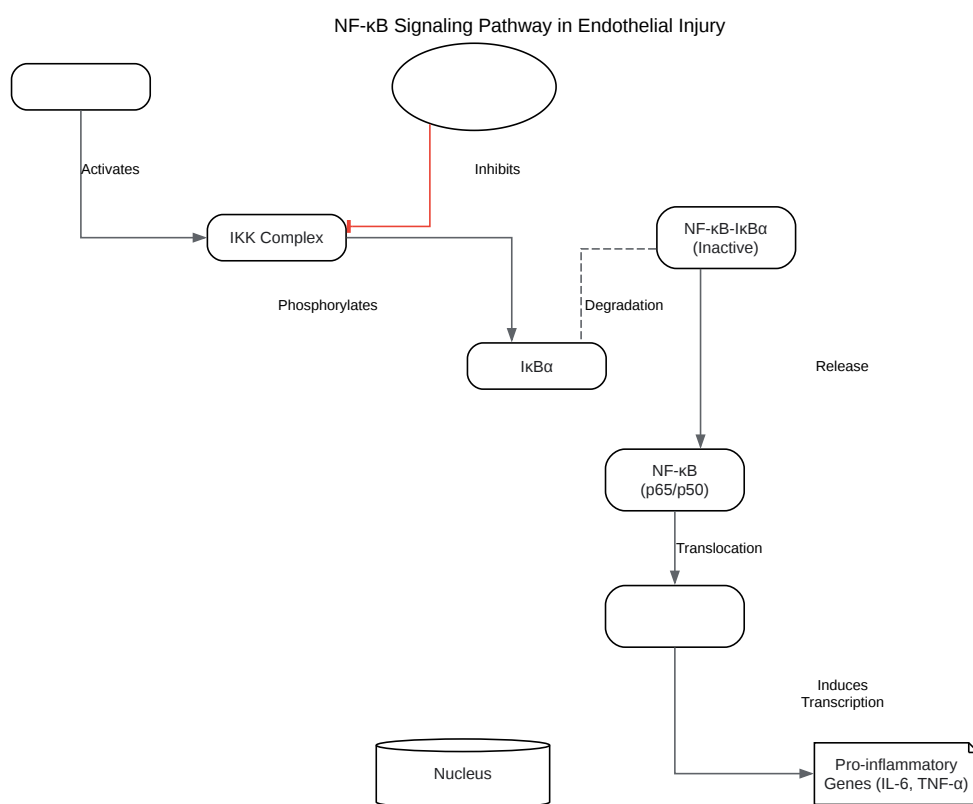 NF-κB Signaling Pathway in Endothelial Injury
Activates
Inhibits
IKK Complex
NF-κB-IκBα
(Inactive)
Phosphorylates
Degradation
IκBα
Release
NF-κB
(p65/p50)
Translocation
Induces
Transcription
Nucleus
Pro-inflammatory
Genes (IL-6, TNF-α)